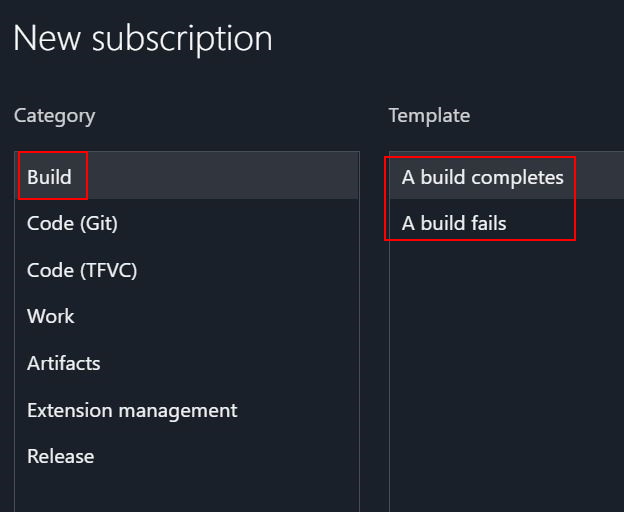 New subscription
Category
Template
Build
A build completes
Code (Git)
A build fails
Code (TFVC)
Work
Artifacts
Extension management
Release